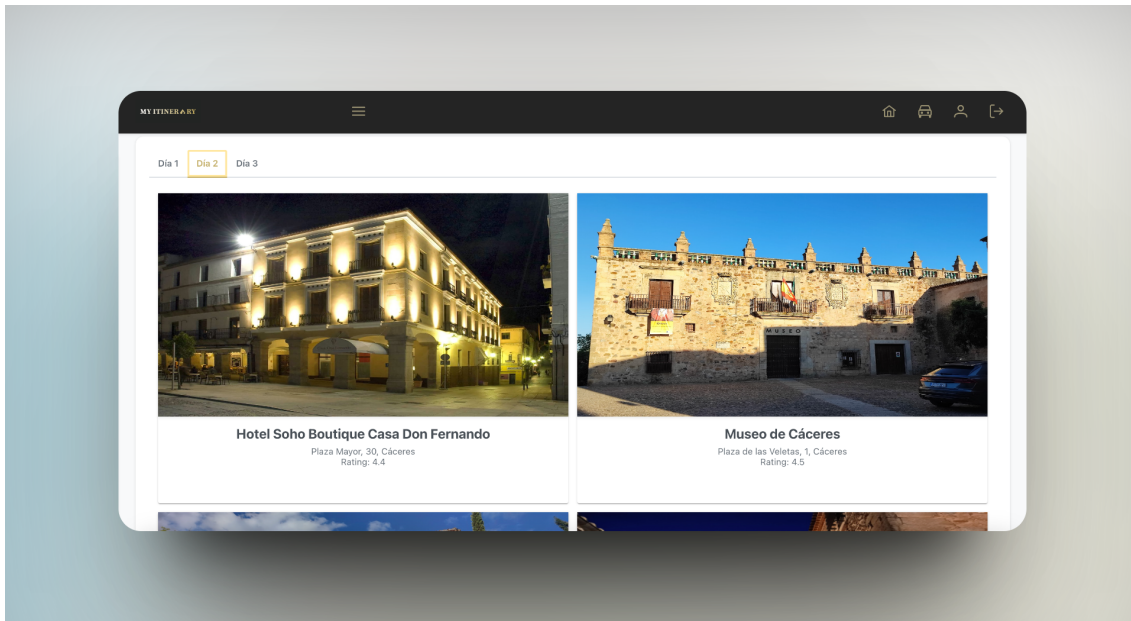 MY ITINERARY
Día 1 Día 2 Día 3
MUSEO
Hotel Soho Boutique Casa Don Fernando
Plaza Mayor, 30, Cáceres
Rating: 4.4
Museo de Cáceres
Plaza de las Veletas, 1, Cáceres
Rating: 4.5